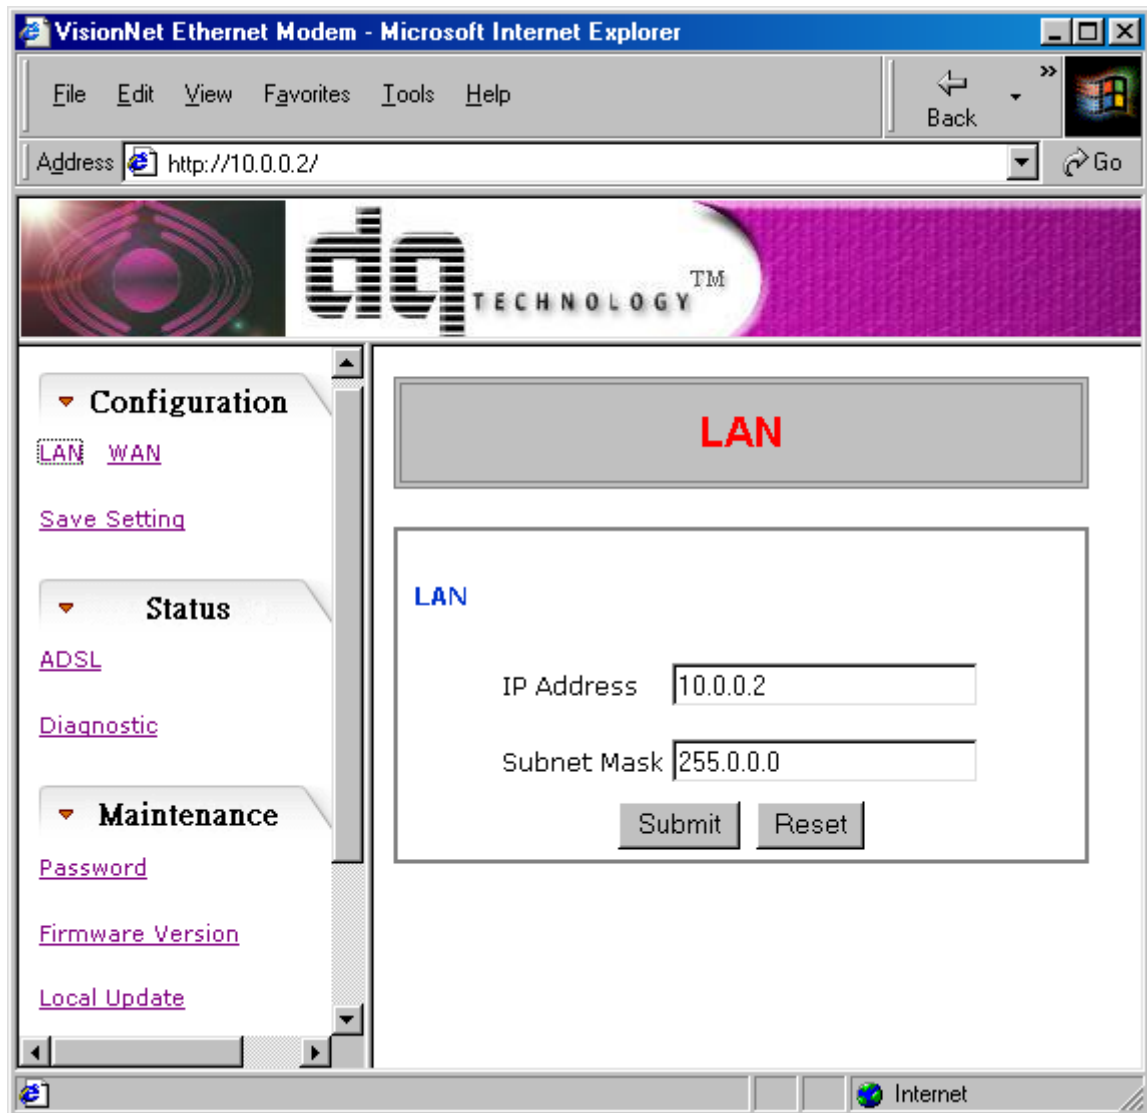 VisionNet Ethernet Modem - Microsoft Internet Explorer
File Edit View Favorites Tools Help
Back
»
Address http://10.0.0.2/
Go
dq TECHNOLOGY TM
Configuration
LAN WAN
Save Setting
Status
ADSL
Diagnostic
Maintenance
Password
Firmware Version
Local Update
LAN
LAN
IP Address 10.0.0.2
Subnet Mask 255.0.0.0
Submit Reset
Internet